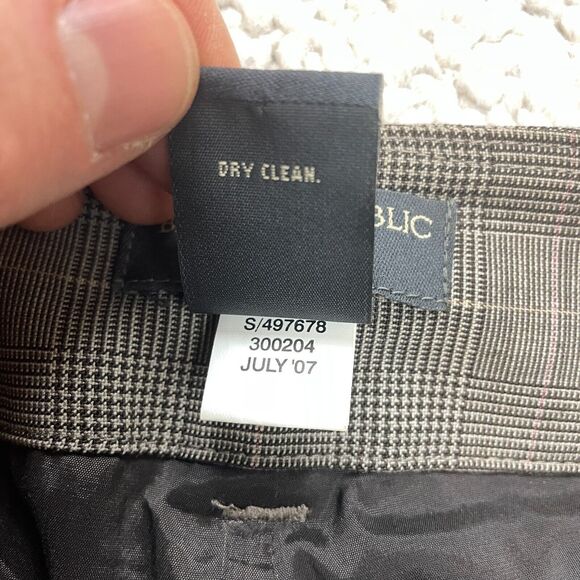 DRY CLEAN.
BLIC
S/497678
300204
JULY '07